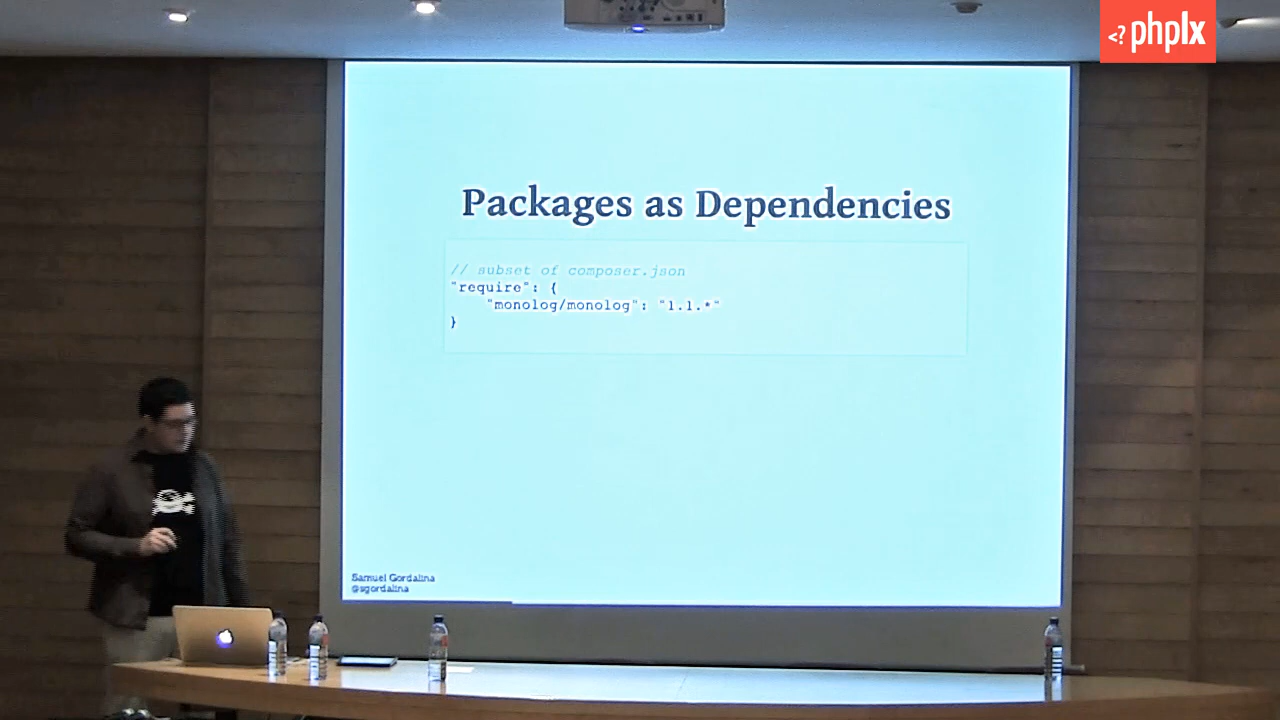 <? phplx
Packages as Dependencies
// subset of composer.json
"require": {
"monolog/monolog": "1.1.*"
}
Samuel Gordalina
@sgordalina